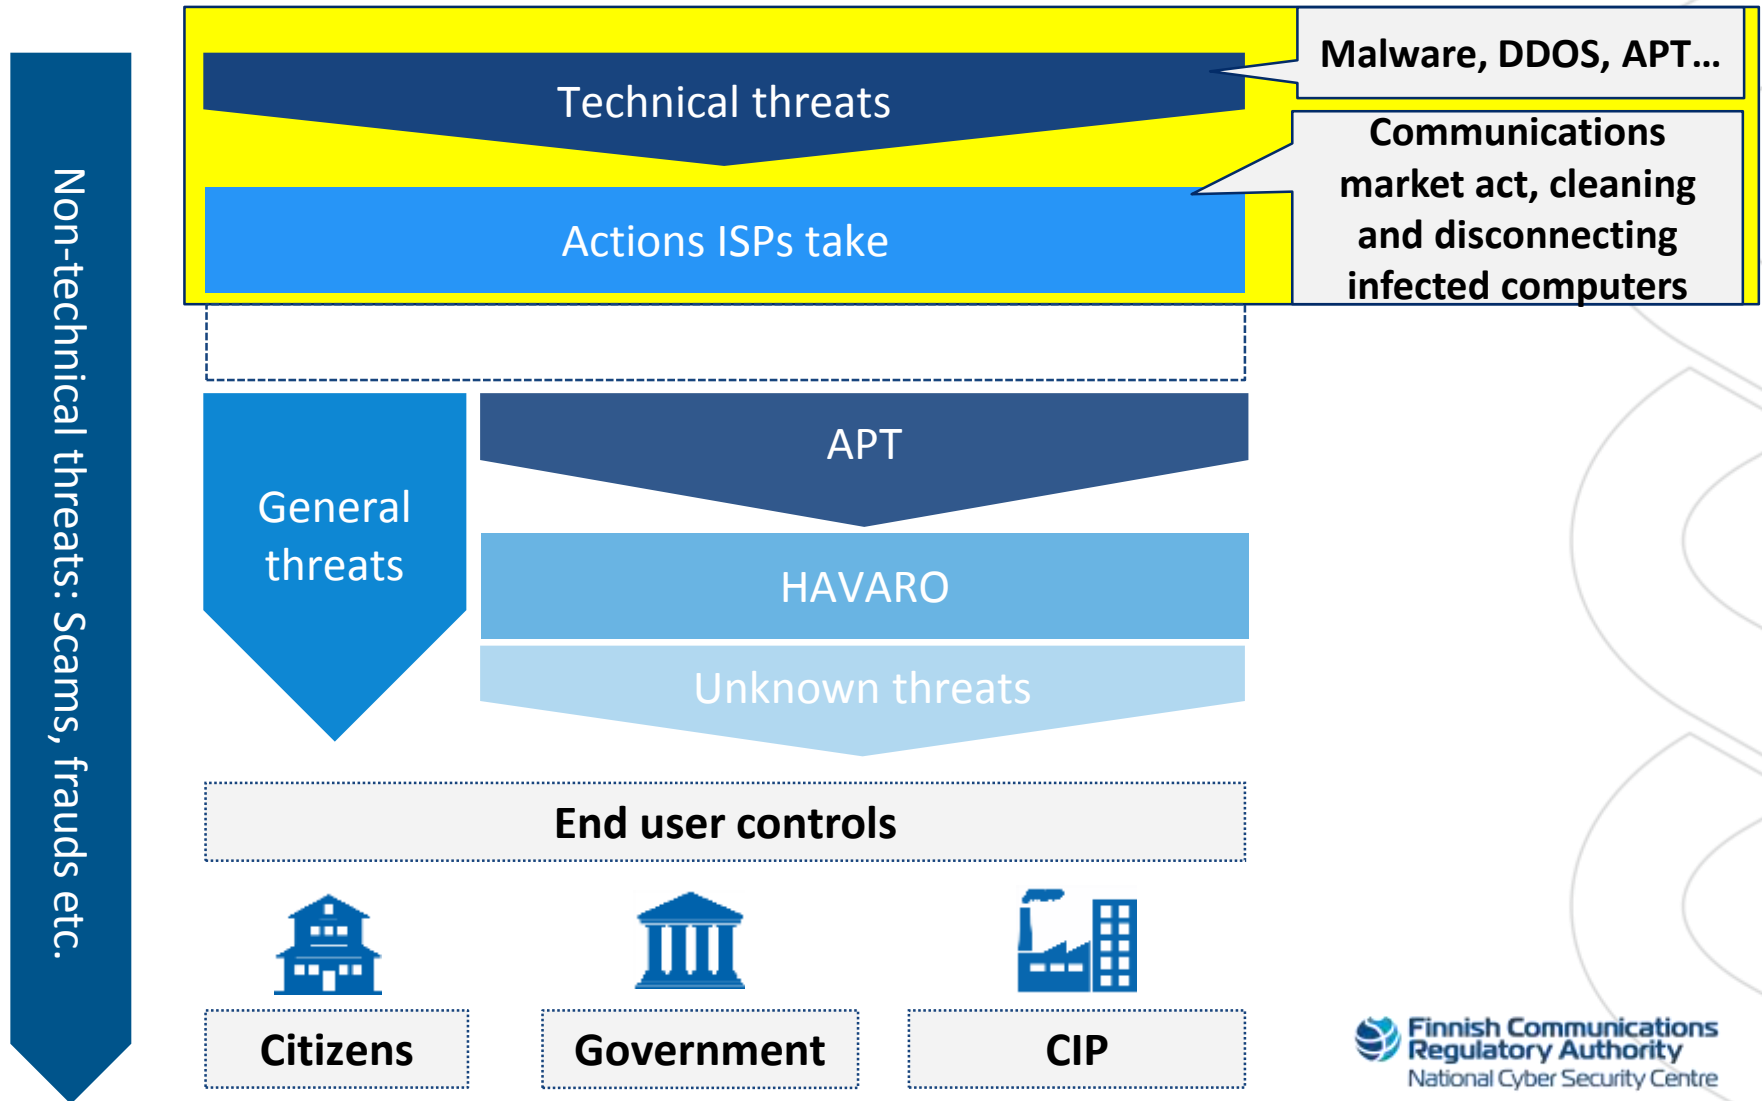 Non-technical threats: Scams, frauds etc.
Technical threats
Malware, DDOS, APT...
Actions ISPs take
Communications
market act, cleaning
and disconnecting
infected computers
General
threats
APT
HAVARO
Unknown threats
End user controls
Citizens
Government
CIP
Finnish Communications
Regulatory Authority
National Cyber Security Centre